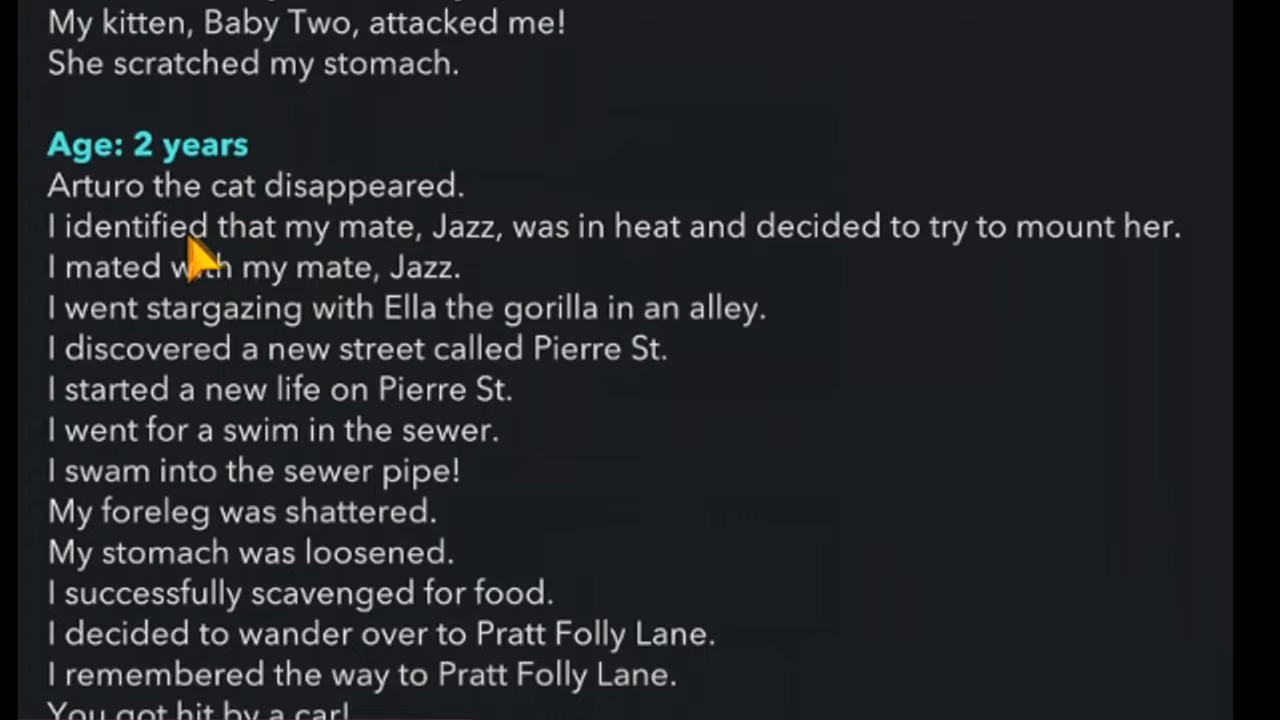 My kitten, Baby Two, attacked me!
She scratched my stomach.
Age: 2 years
Arturo the cat disappeared.
I identified that my mate, Jazz, was in heat and decided to try to mount her.
I mated with my mate, Jazz.
I went stargazing with Ella the gorilla in an alley.
I discovered a new street called Pierre St.
I started a new life on Pierre St.
I went for a swim in the sewer.
I swam into the sewer pipe!
My foreleg was shattered.
My stomach was loosened.
I successfully scavenged for food.
I decided to wander over to Pratt Folly Lane.
I remembered the way to Pratt Folly Lane.
You got hit by a car!